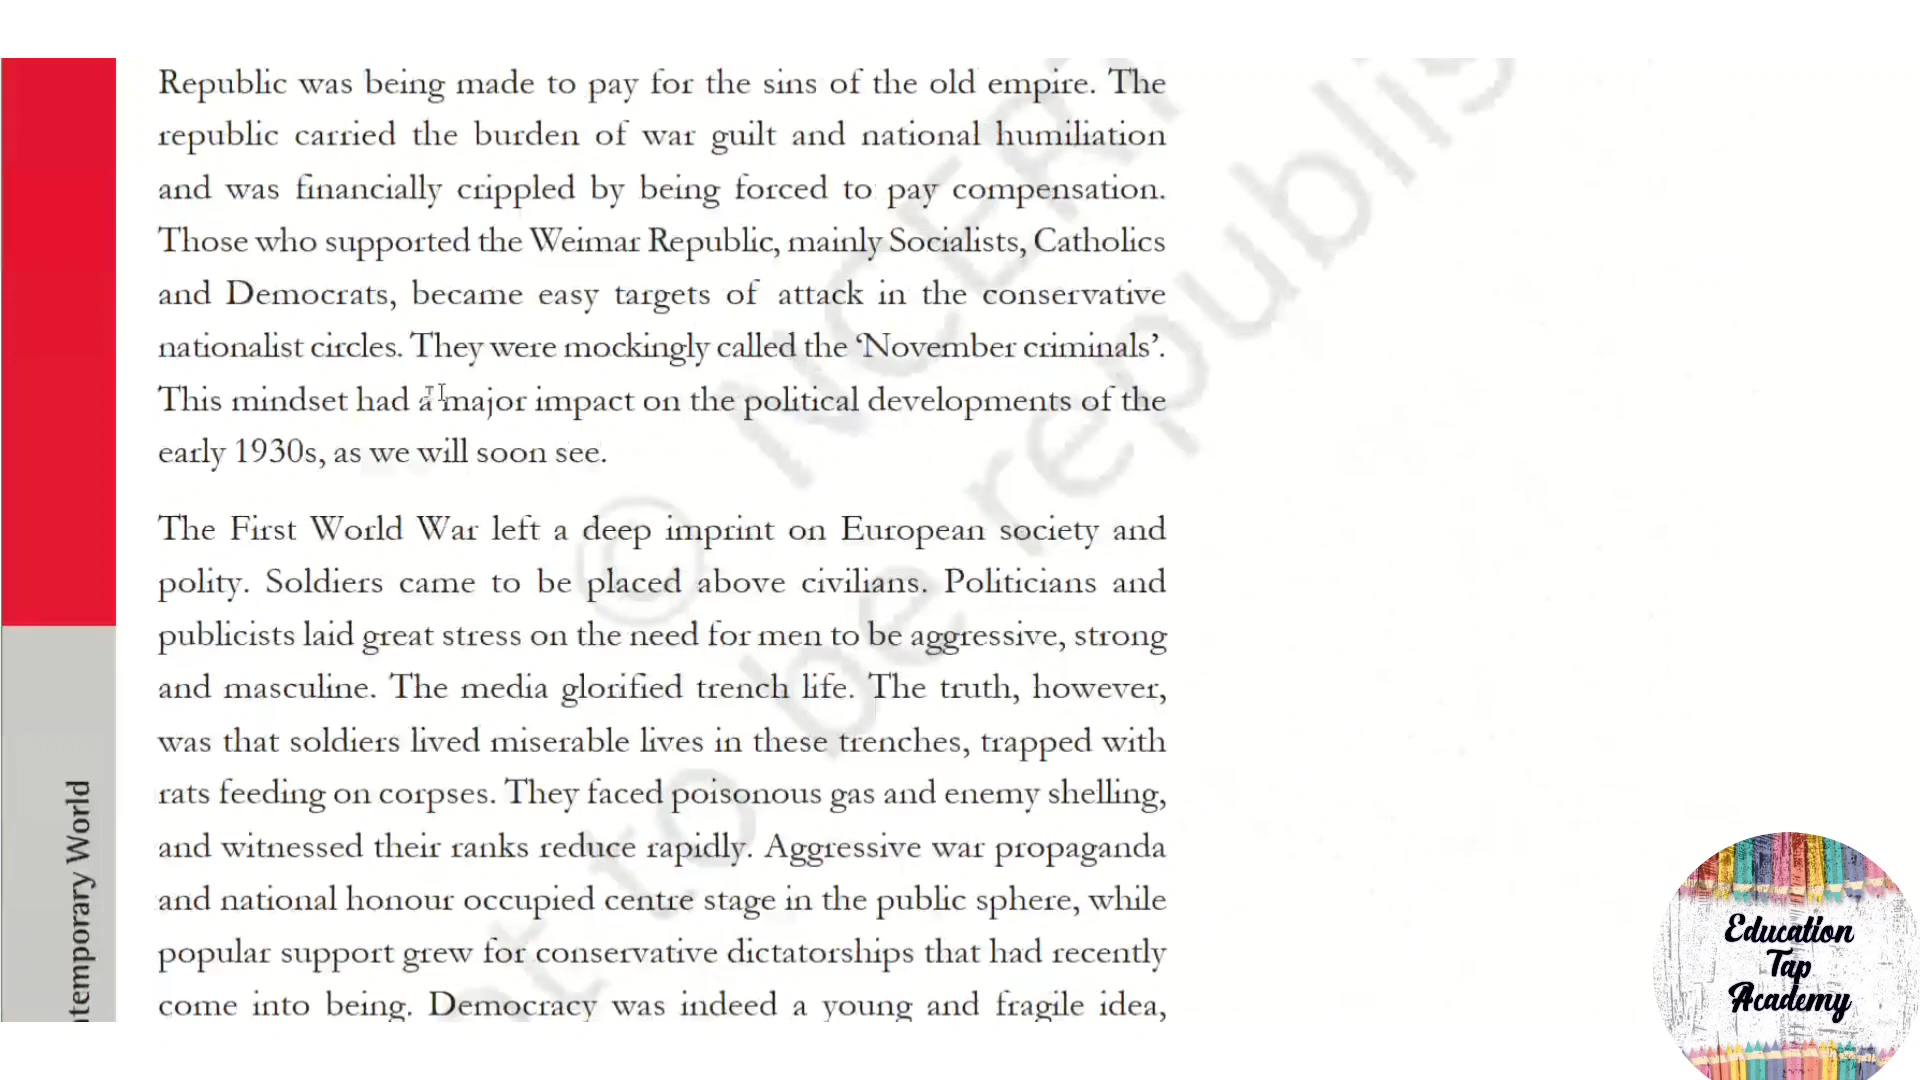 Republic was being made to pay for the sins of the old empire. The
republic carried the burden of war guilt and national humiliation
and was financially crippled by being forced to pay compensation.
Those who supported the Weimar Republic, mainly Socialists, Catholics
and Democrats, became easy targets of attack in the conservative
nationalist circles. They were mockingly called the ‘November criminals’.
This mindset had a major impact on the political developments of the
early 1930s, as we will soon see.
The First World War left a deep imprint on European society and
polity. Soldiers came to be placed above civilians. Politicians and
publicists laid great stress on the need for men to be aggressive, strong
and masculine. The media glorified trench life. The truth, however,
was that soldiers lived miserable lives in these trenches, trapped with
rats feeding on corpses. They faced poisonous gas and enemy shelling,
and witnessed their ranks reduce rapidly. Aggressive war propaganda
and national honour occupied centre stage in the public sphere, while
popular support grew for conservative dictatorships that had recently
come into being. Democracy was indeed a young and fragile idea,
temporary World
© NCERT
to be republis
Education
Tap
Academy